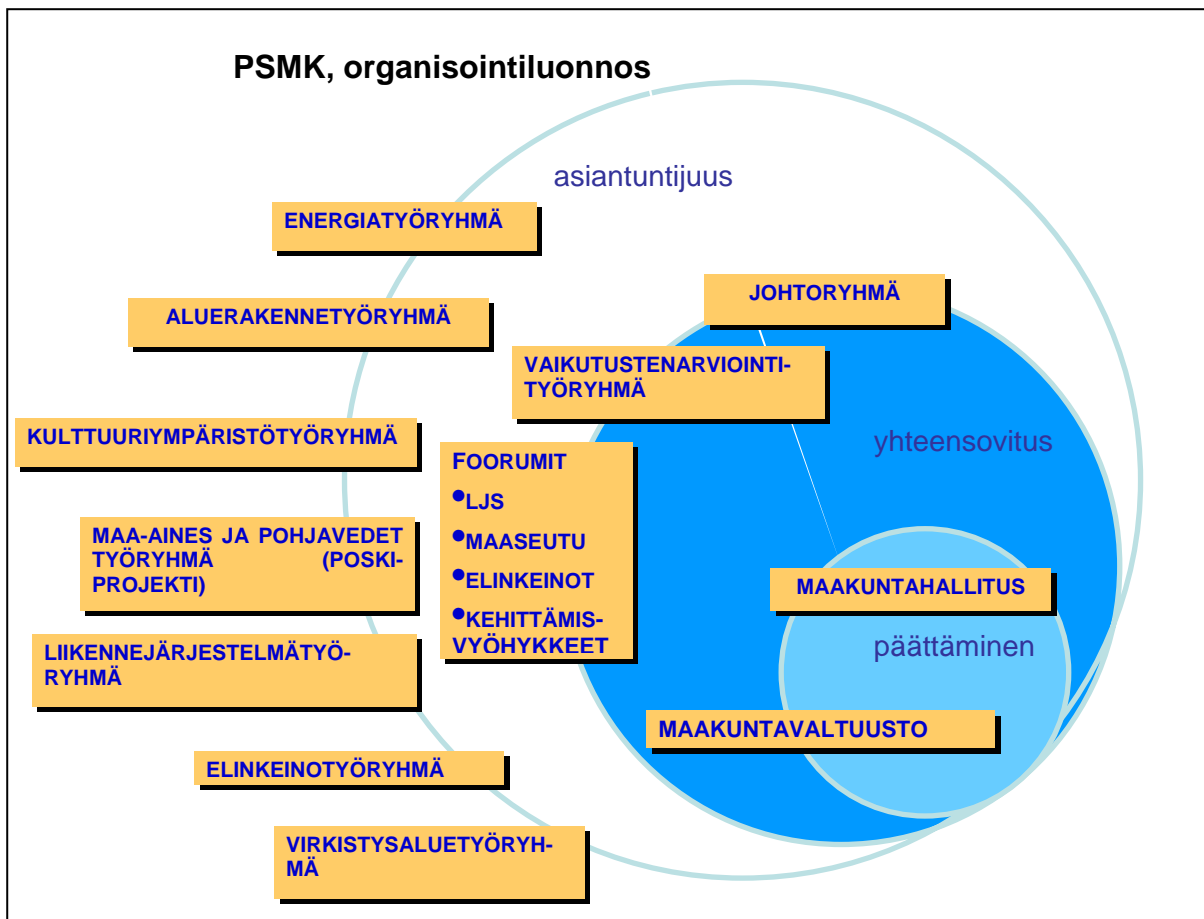 PSMK, organisointiluonnos
asiantuntijuus
ENERGIATYÖRYHMÄ
JOHTORYHMÄ
ALUERAKENNETYÖRYHMÄ
VAIKUTUSTENARVIOINTI-
TYÖRYHMÄ
KULTTUURIYMPÄRISTÖTYÖRYHMÄ
yhteensovitus
FOORUMIT
•LJS
•MAASEUTU
•ELINKEINOT
•KEHITTÄMIS-
VYÖHYKKEET
MAA-AINES JA POHJAVEDET
TYÖRYHMÄ (POSKI-
PROJEKTI)
MAAKUNTAHALLITUS
LIIKENNEJÄRJESTELMÄTYÖ-
RYHMÄ
päättäminen
MAAKUNTAVALTUUSTO
ELINKEINOTYÖRYHMÄ
VIRKISTYSALUETYÖRYH-
MÄ